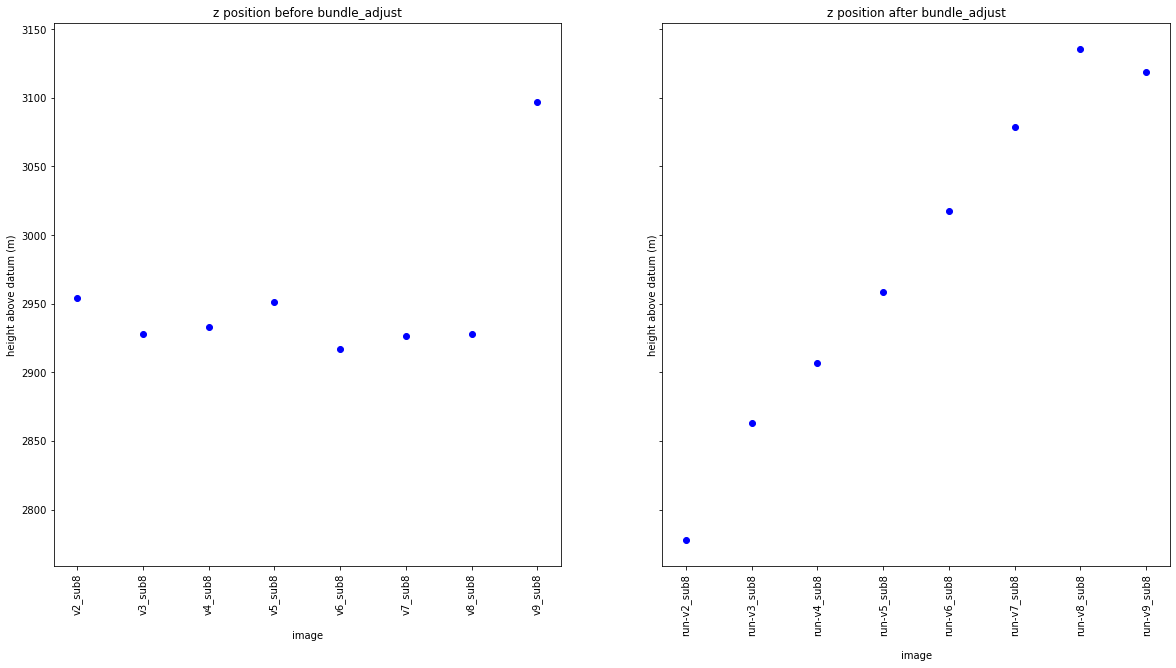 z position before bundle_adjust
3150
3100
3050
3000
2950
2900
2850
2800
height above datum (m)
v2_sub8
v3_sub8
v4_sub8
v5_sub8
v6_sub8
v7_sub8
v8_sub8
v9_sub8
image
z position after bundle_adjust
height above datum (m)
run-v2_sub8
run-v3_sub8
run-v4_sub8
run-v5_sub8
run-v6_sub8
run-v7_sub8
run-v8_sub8
run-v9_sub8
image